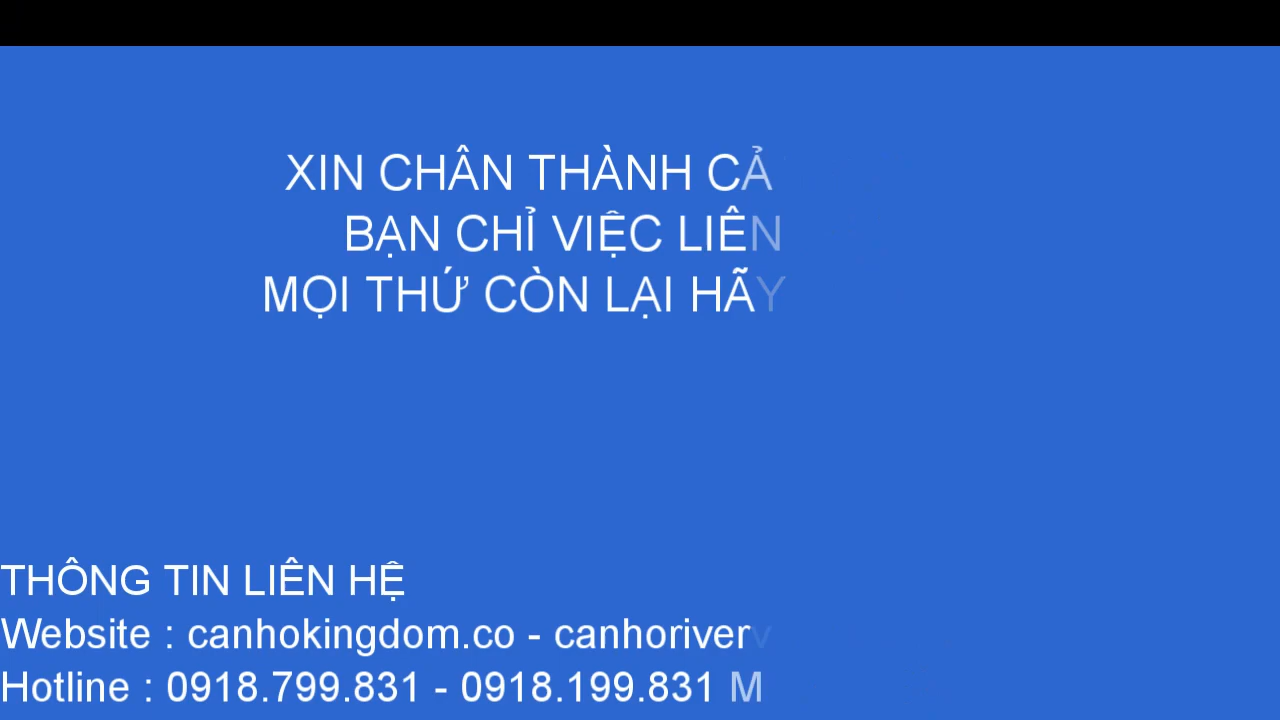 XIN CHÂN THÀNH CẢ
BẠN CHỈ VIỆC LIÊN
MỌI THỨ CÒN LẠI HÃY
THÔNG TIN LIÊN HỆ
Website : canhokingdom.co - canhoriverv
Hotline : 0918.799.831 - 0918.199.831 M